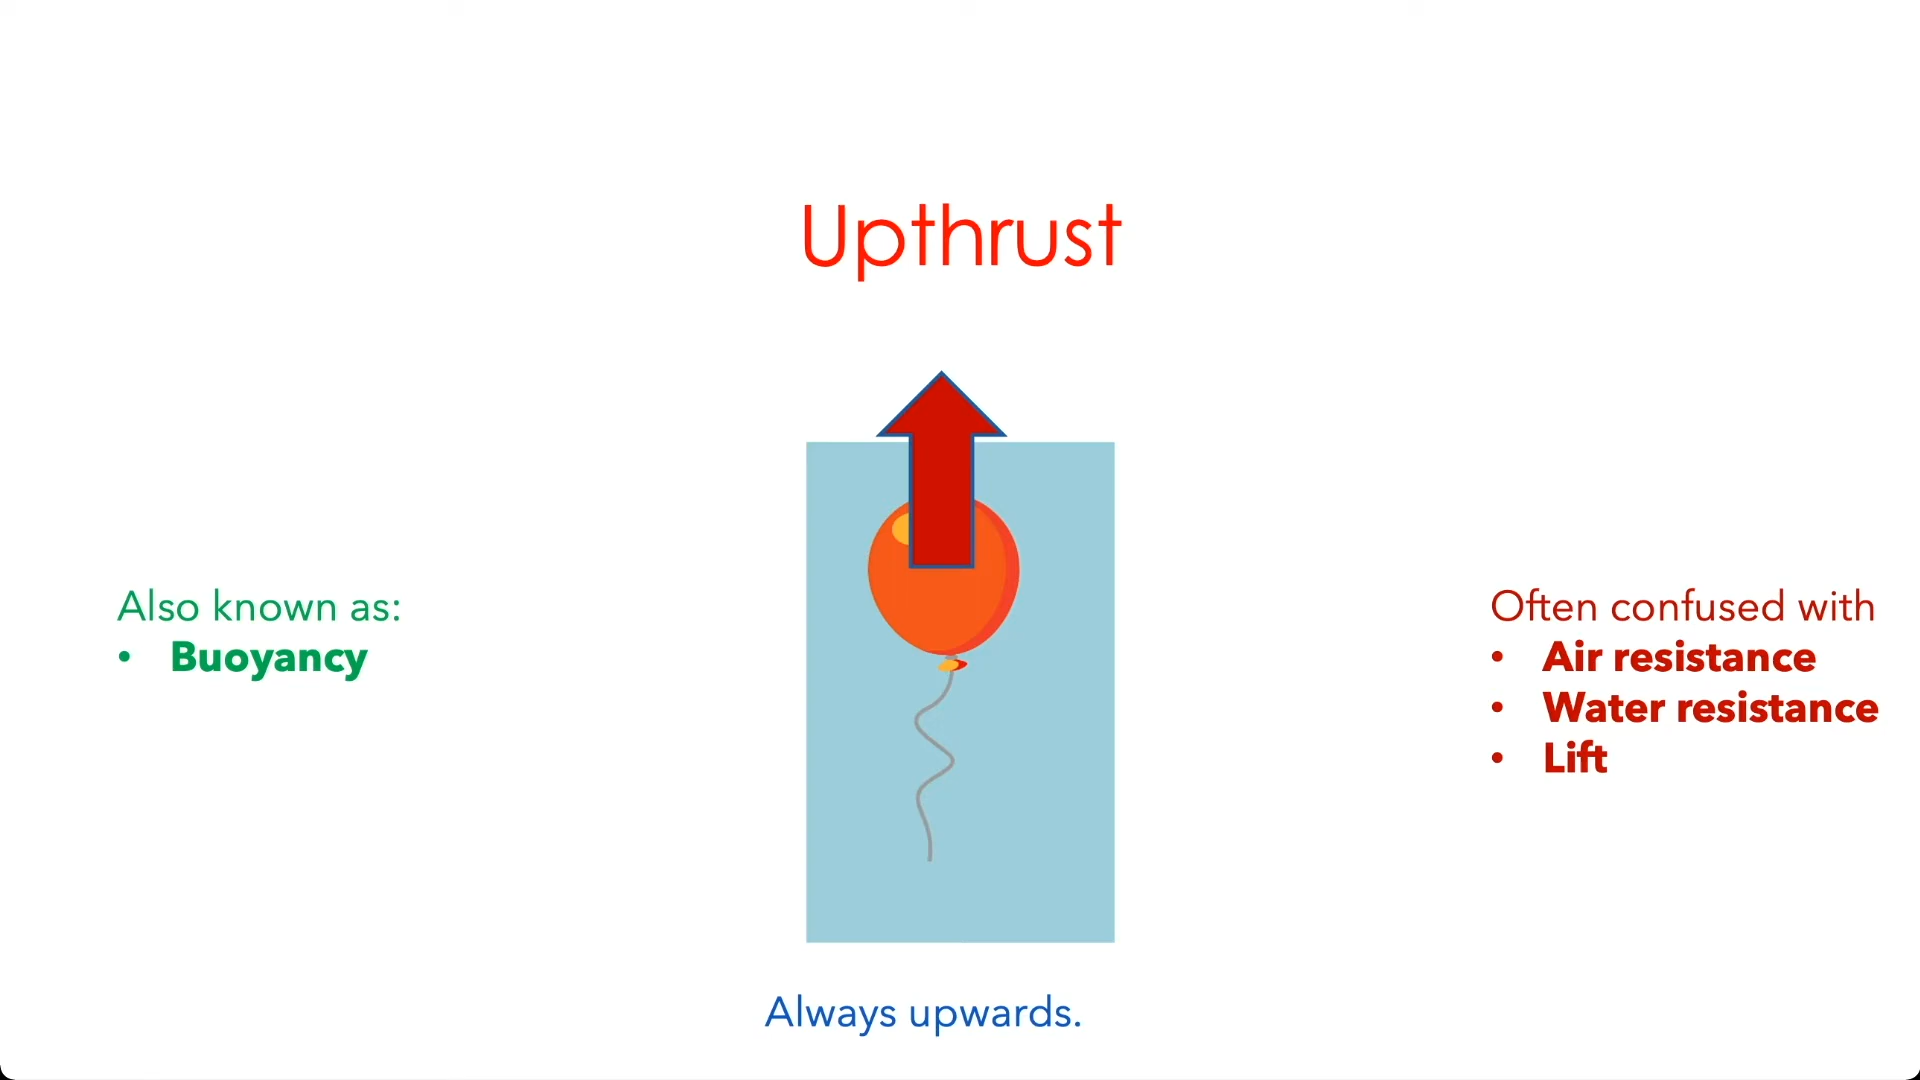 Upthrust
Also known as:
• Buoyancy
Often confused with
• Air resistance
• Water resistance
• Lift
Always upwards.